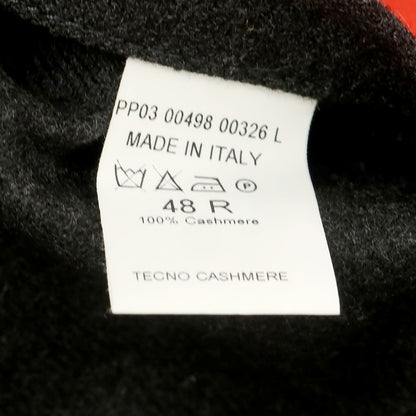 PP03 00498 00326 L
MADE IN ITALY
P
48 R
100% Cashmere
TECNO CASHMERE